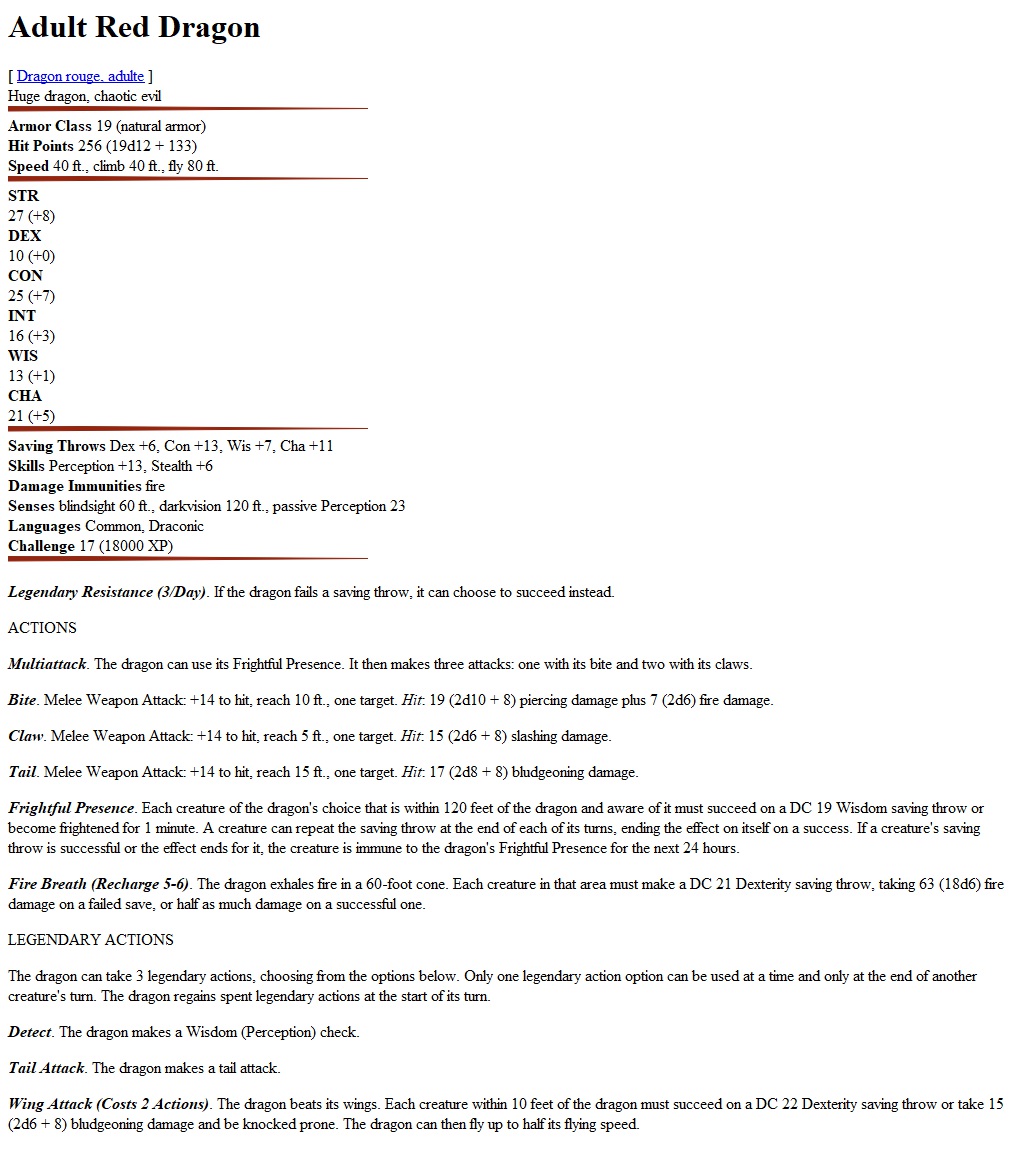 Adult Red Dragon
[ Dragon rouge, adulte ]
Huge dragon, chaotic evil
Armor Class 19 (natural armor)
Hit Points 256 (19d12 + 133)
Speed 40 ft., climb 40 ft., fly 80 ft.
STR
27 (+8)
DEX
10 (+0)
CON
25 (+7)
INT
16 (+3)
WIS
13 (+1)
CHA
21 (+5)
Saving Throws Dex +6, Con +13, Wis +7, Cha +11
Skills Perception +13, Stealth +6
Damage Immunities fire
Senses blindsight 60 ft., darkvision 120 ft., passive Perception 23
Languages Common, Draconic
Challenge 17 (18000 XP)
Legendary Resistance (3/Day). If the dragon fails a saving throw, it can choose to succeed instead.
ACTIONS
Multiattack. The dragon can use its Frightful Presence. It then makes three attacks: one with its bite and two with its claws.
Bite. Melee Weapon Attack: +14 to hit, reach 10 ft., one target. Hit: 19 (2d10 + 8) piercing damage plus 7 (2d6) fire damage.
Claw. Melee Weapon Attack: +14 to hit, reach 5 ft., one target. Hit: 15 (2d6 + 8) slashing damage.
Tail. Melee Weapon Attack: +14 to hit, reach 15 ft., one target. Hit: 17 (2d8 + 8) bludgeoning damage.
Frightful Presence. Each creature of the dragon's choice that is within 120 feet of the dragon and aware of it must succeed on a DC 19 Wisdom saving throw or
become frightened for 1 minute. A creature can repeat the saving throw at the end of each of its turns, ending the effect on itself on a success. If a creature's saving
throw is successful or the effect ends for it, the creature is immune to the dragon's Frightful Presence for the next 24 hours.
Fire Breath (Recharge 5-6). The dragon exhales fire in a 60-foot cone. Each creature in that area must make a DC 21 Dexterity saving throw, taking 63 (18d6) fire
damage on a failed save, or half as much damage on a successful one.
LEGENDARY ACTIONS
The dragon can take 3 legendary actions, choosing from the options below. Only one legendary action option can be used at a time and only at the end of another
creature's turn. The dragon regains spent legendary actions at the start of its turn.
Detect. The dragon makes a Wisdom (Perception) check.
Tail Attack. The dragon makes a tail attack.
Wing Attack (Costs 2 Actions). The dragon beats its wings. Each creature within 10 feet of the dragon must succeed on a DC 22 Dexterity saving throw or take 15
(2d6 + 8) bludgeoning damage and be knocked prone. The dragon can then fly up to half its flying speed.